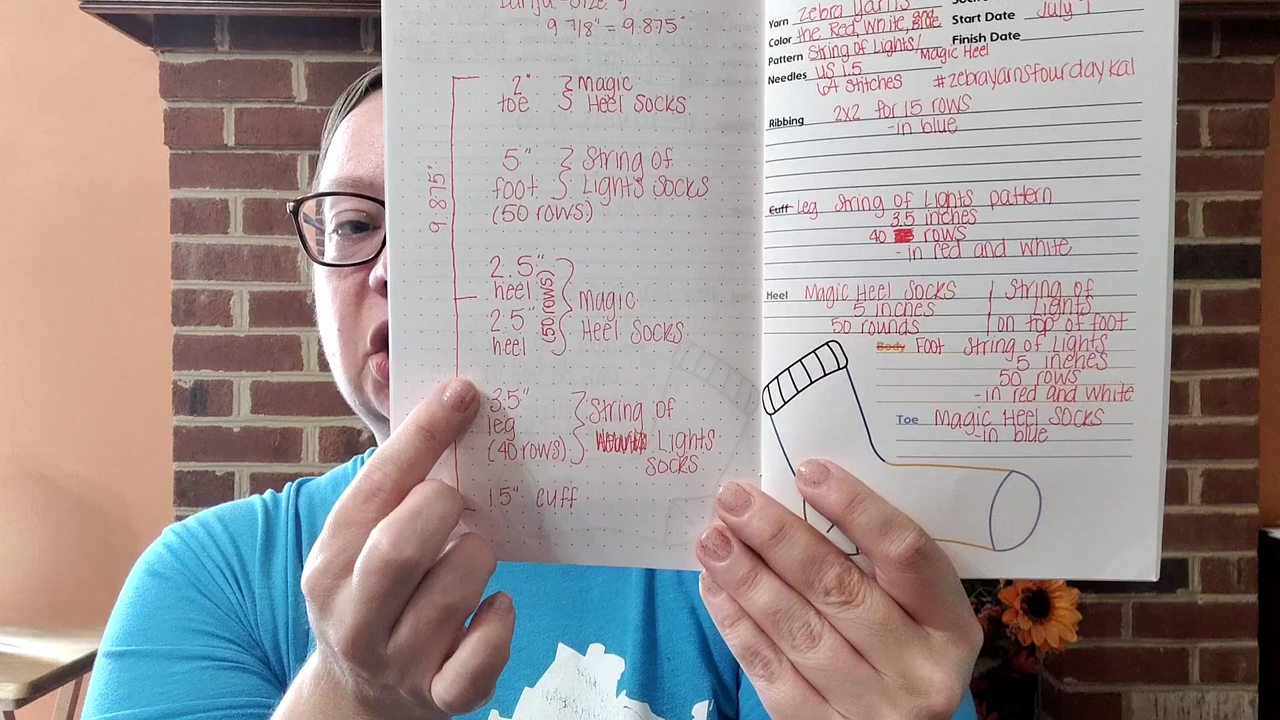 size 9
9 7/8" = 9.875"
9.875"
2" toe } Magic Heel Socks
5" foot (50 rows) } String of Lights Socks
2.5" heel
2.5" heel
(50 rows) } Magic Heel Socks
3.5" leg (40 rows) } String of Lights Socks
1.5" cuff
Yarn Zebra Yarns
Color the Red, White, and Blue
Pattern String of Lights/ Magic Heel
Needles US 1.5
64 stitches
Start Date July 1
Finish Date
#zebrayarnsfourdaykal
Ribbing 2x2 for 15 rows
-in blue
Cuff Leg String of Lights pattern
3.5 inches
40 rows
-in red and white
Heel Magic Heel Socks
5 inches
50 rounds
String of
Lights
on top of foot
Body Foot String of Lights
5 inches
50 rows
-in red and white
Toe Magic Heel Socks
-in blue